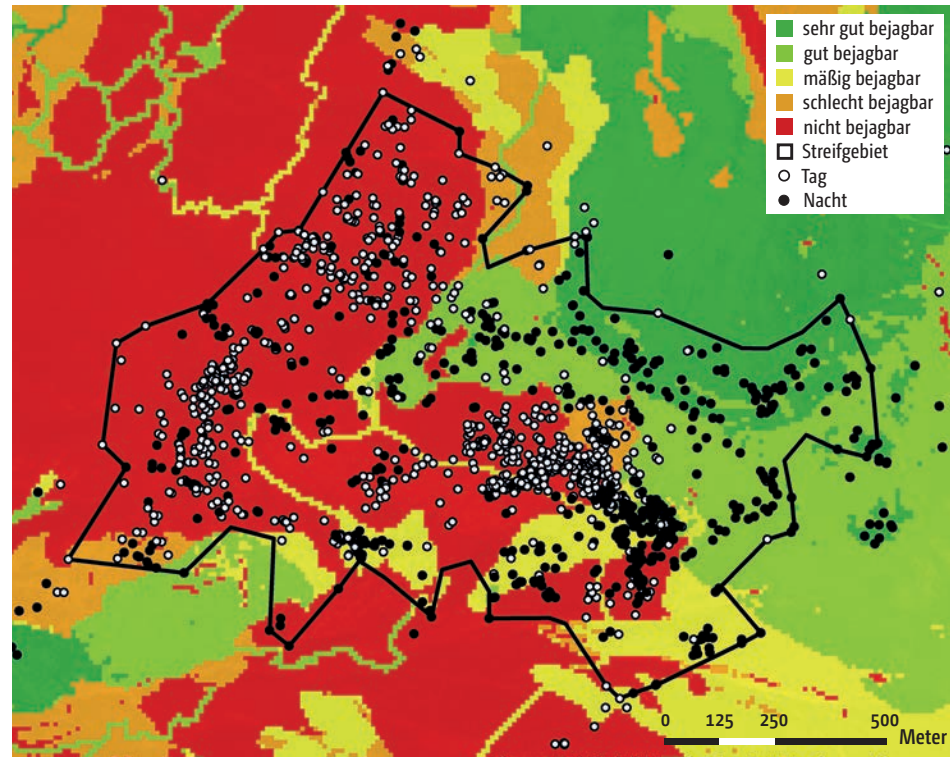 sehr gut bejagbar
gut bejagbar
mäßig bejagbar
schlecht bejagbar
nicht bejagbar
Streifgebiet
Tag
Nacht
0 125 250 500
Meter